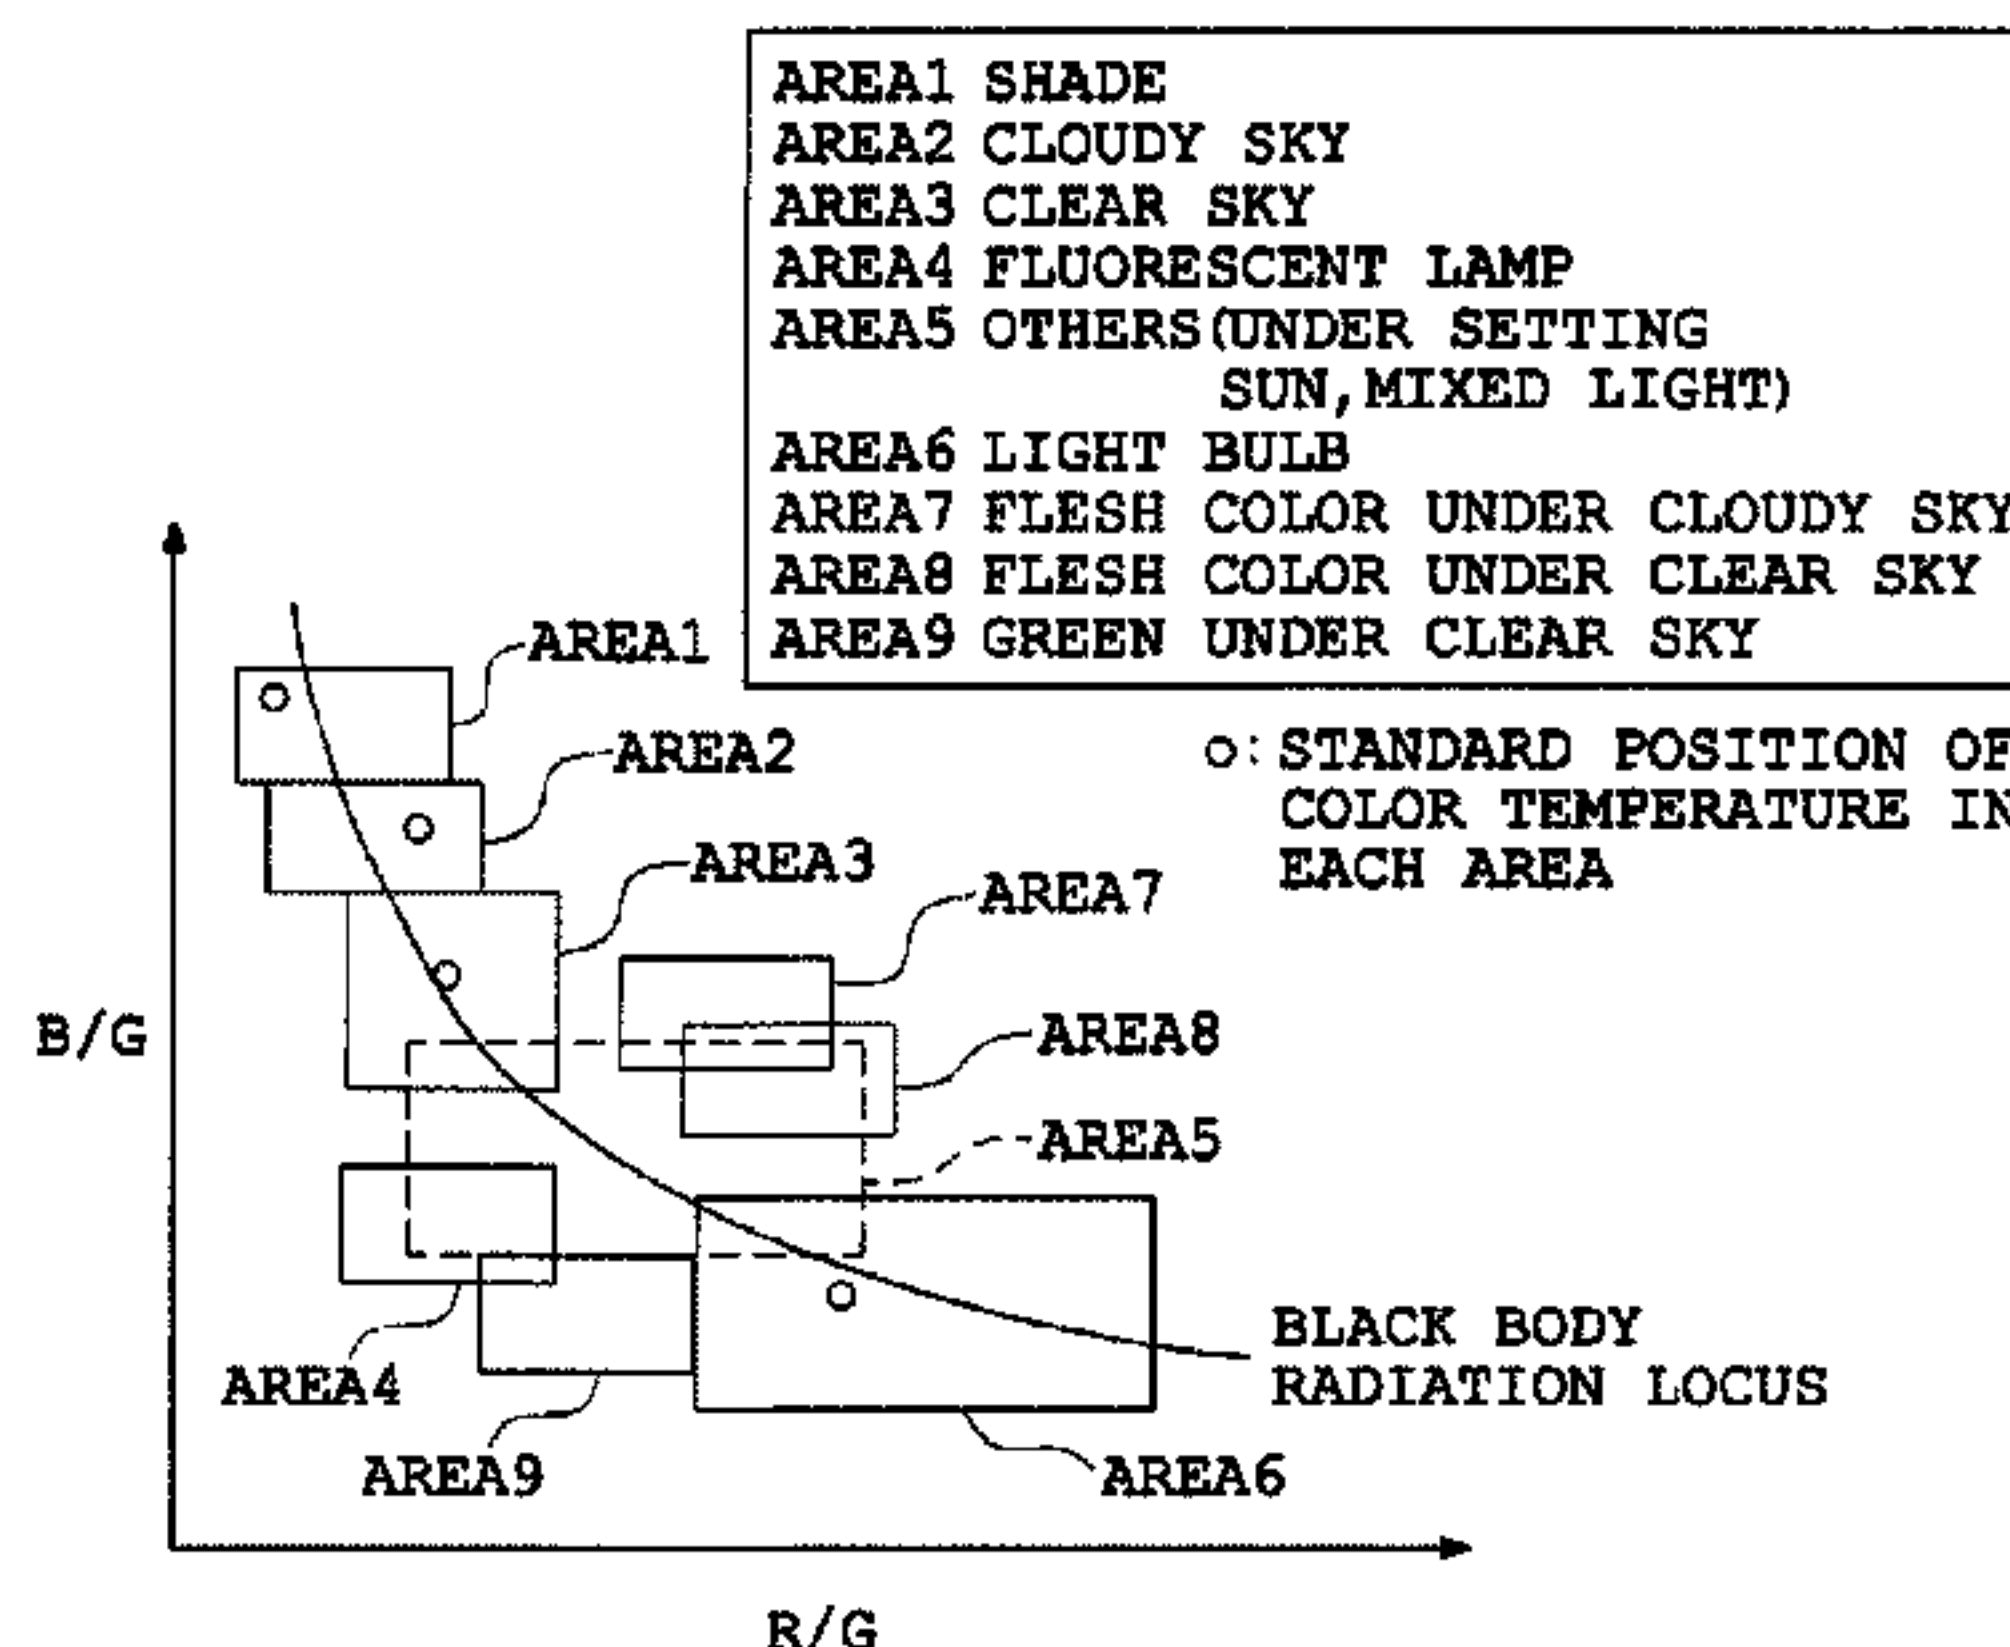 AREA1 SHADE
AREA2 CLOUDY SKY
AREA3 CLEAR SKY
AREA4 FLUORESCENT LAMP
AREA5 OTHERS(UNDER SETTING
SUN,MIXED LIGHT)
AREA6 LIGHT BULB
AREA7 FLESH COLOR UNDER CLOUDY SKY
AREA8 FLESH COLOR UNDER CLEAR SKY
AREA9 GREEN UNDER CLEAR SKY
○: STANDARD POSITION OF
COLOR TEMPERATURE IN
EACH AREA
AREA1
AREA2
AREA3
AREA7
B/G
AREA8
AREA5
BLACK BODY
RADIATION LOCUS
AREA4
AREA9
AREA6
R/G